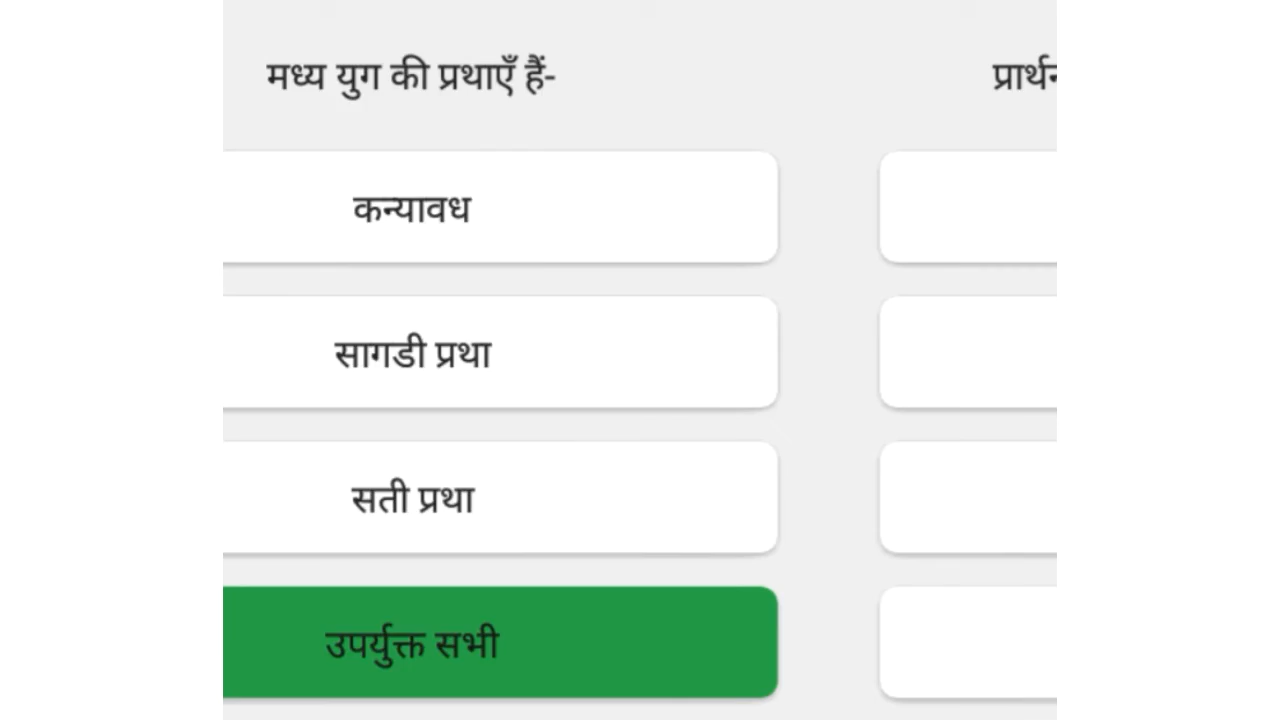 मध्य युग की प्रथाएँ हैं-
कन्यावध
सागडी प्रथा
सती प्रथा
उपर्युक्त सभी